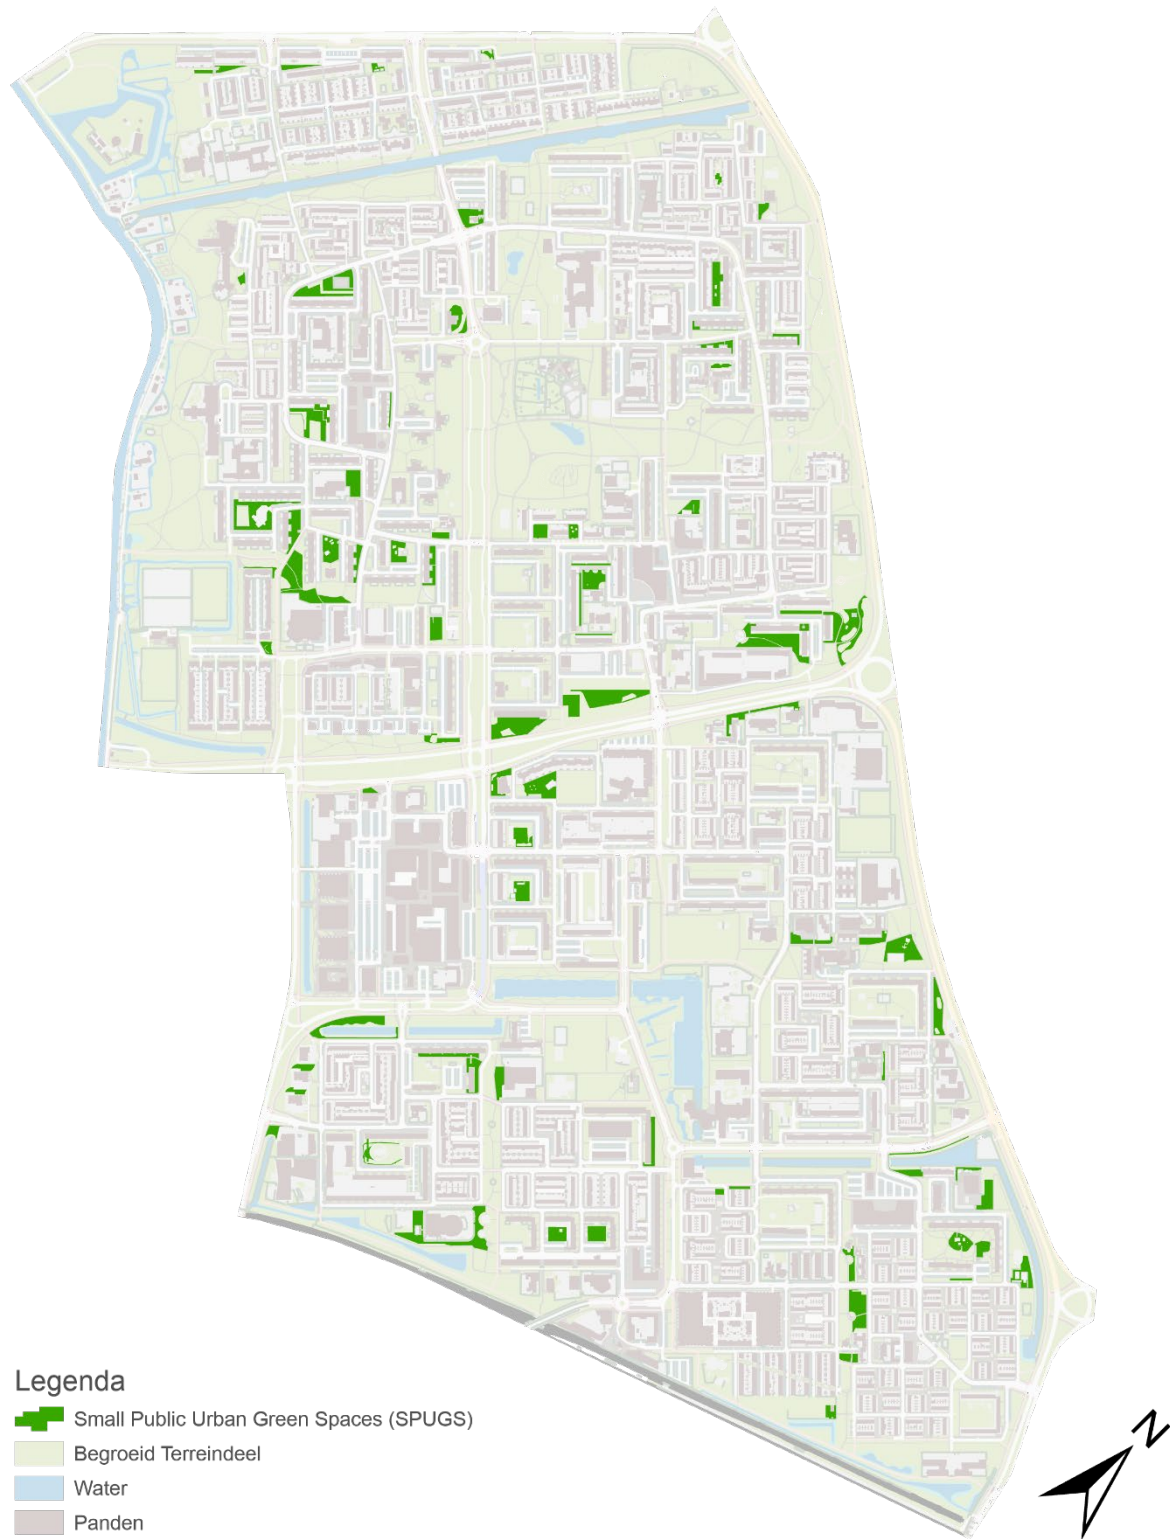 Legenda
Small Public Urban Green Spaces (SPUGS)
Begroeid Terreindeel
Water
Panden
N